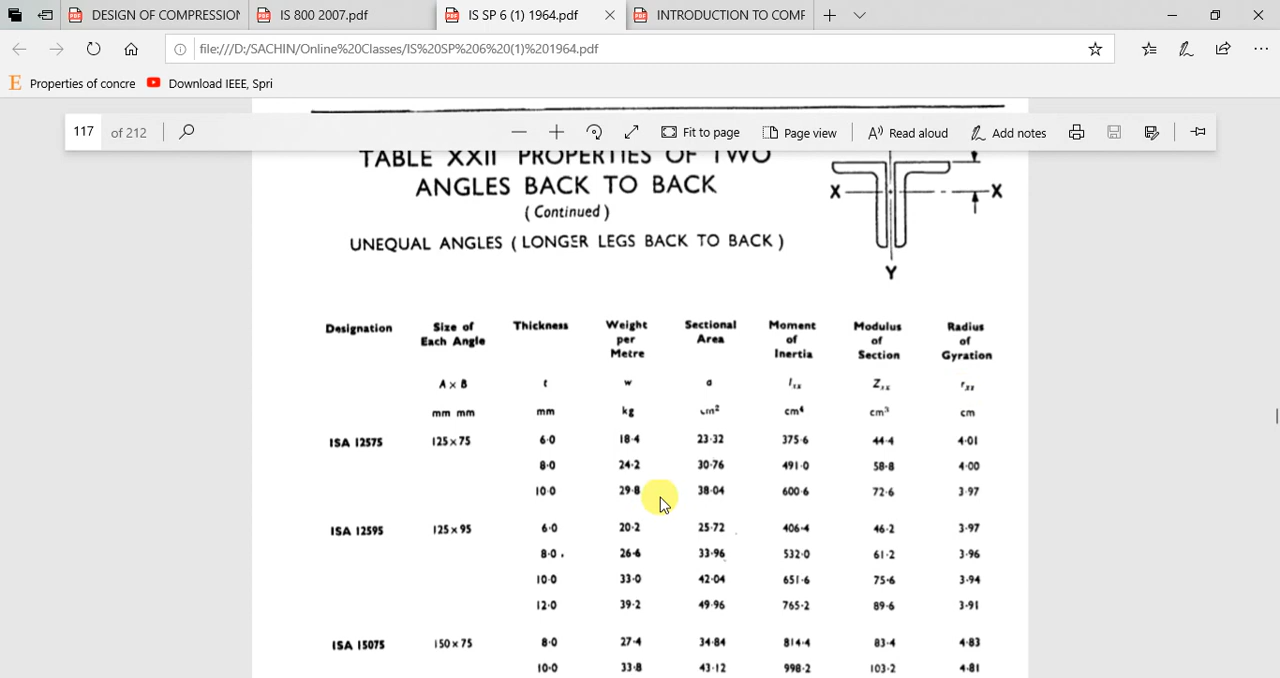 DESIGN OF COMPRESSION
IS 800 2007.pdf
IS SP 6 (1) 1964.pdf
INTRODUCTION TO COMP
file:///D:/SACHIN/Online%20Classes/IS%20SP%206%20(1)%201964.pdf
Properties of concre
Download IEEE, Spri
117 of 212
Fit to page
Page view
Read aloud
Add notes
TABLE XXII PROPERTIES OF TWO
ANGLES BACK TO BACK
(Continued)
UNEQUAL ANGLES (LONGER LEGS BACK TO BACK)
X X
Y
Designation Size of Each Angle Thickness Weight per Metre Sectional Area Moment of Inertia Modulus of Section Radius of Gyration
A × B t w a Ixx Zxx rxx
mm mm mm kg cm² cm⁴ cm³ cm
ISA 12575 125×75 6·0 18·4 23·32 375·6 44·4 4·01
8·0 24·2 30·76 491·0 58·8 4·00
10·0 29·8 38·04 600·6 72·6 3·97
ISA 12595 125×95 6·0 20·2 25·72 406·4 46·2 3·97
8·0 26·6 33·96 532·0 61·2 3·96
10·0 33·0 42·04 651·6 75·6 3·94
12·0 39·2 49·96 765·2 89·6 3·91
ISA 15075 150×75 8·0 27·4 34·84 814·4 83·4 4·83
10·0 33·8 43·12 998·2 103·2 4·81